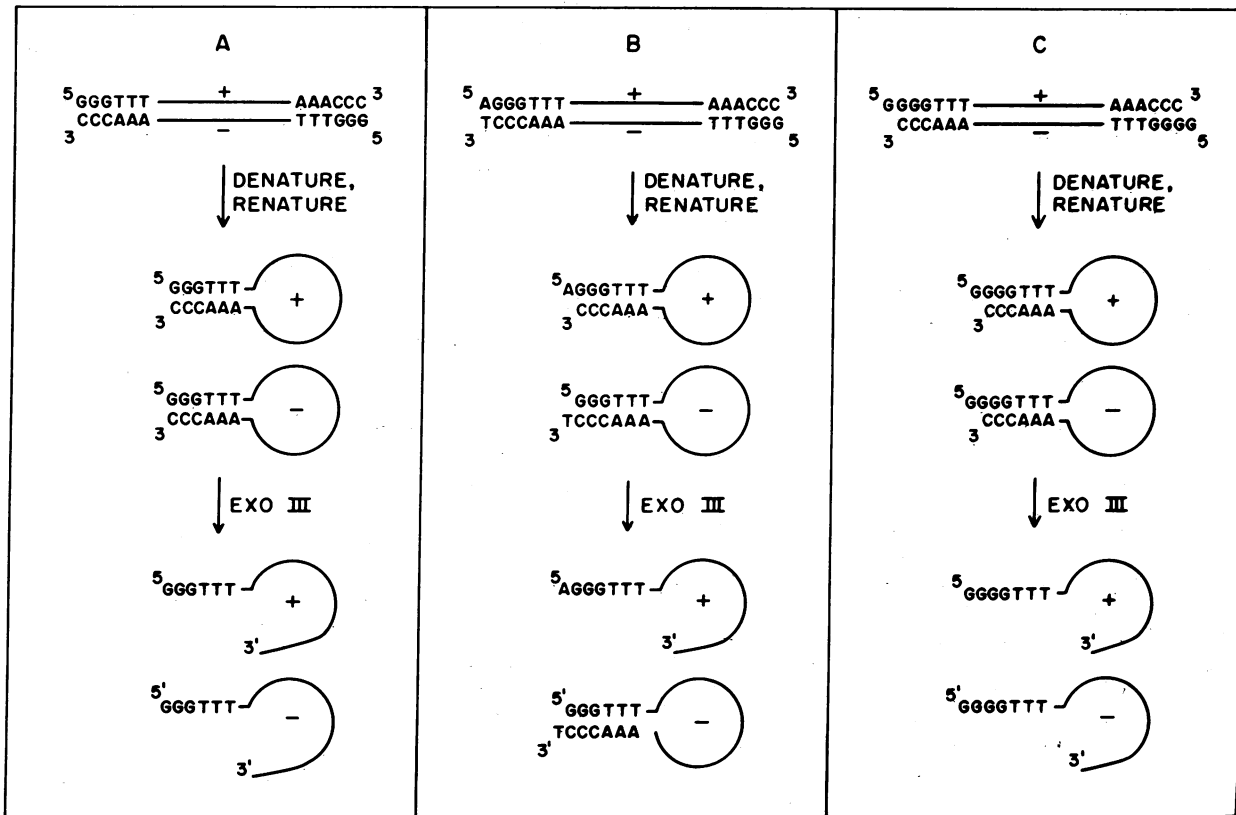 A
5 GGGTTT + AAACCC 3
3 CCCAAA − TTTGGG 5
DENATURE,
RENATURE
5 GGGTTT
CCCAAA +
3
5 GGGTTT
CCCAAA −
3
EXO III
5 GGGTTT +
3'
5' GGGTTT −
3'
B
5 AGGGTTT + AAACCC 3
3 TCCCAAA − TTTGGG 5
DENATURE,
RENATURE
5 AGGGTTT
CCCAAA +
3
5 GGGTTT
TCCCAAA −
3
EXO III
5 AGGGTTT +
3'
5' GGGTTT −
3' TCCCAAA
C
5 GGGGTTT + AAACCC 3
3 CCCAAA − TTTGGGG 5
DENATURE,
RENATURE
5 GGGGTTT
CCCAAA +
3
5 GGGGTTT
CCCAAA −
3
EXO III
5 GGGGTTT +
3'
5' GGGGTTT −
3'